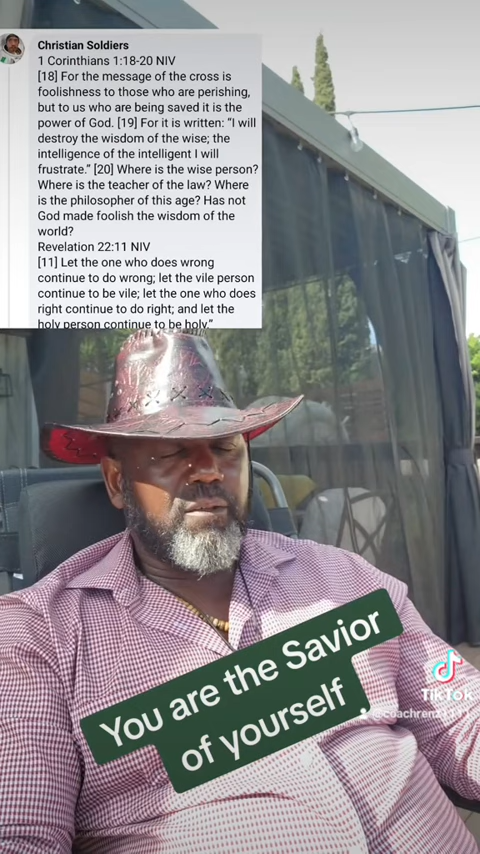 Christian Soldiers
1 Corinthians 1:18-20 NIV
[18] For the message of the cross is
foolishness to those who are perishing,
but to us who are being saved it is the
power of God. [19] For it is written: “I will
destroy the wisdom of the wise; the
intelligence of the intelligent I will
frustrate.” [20] Where is the wise person?
Where is the teacher of the law? Where
is the philosopher of this age? Has not
God made foolish the wisdom of the
world?
Revelation 22:11 NIV
[11] Let the one who does wrong
continue to do wrong; let the vile person
continue to be vile; let the one who does
right continue to do right; and let the
holy person continue to be holy.”
You are the Savior
of yourself
TikTok